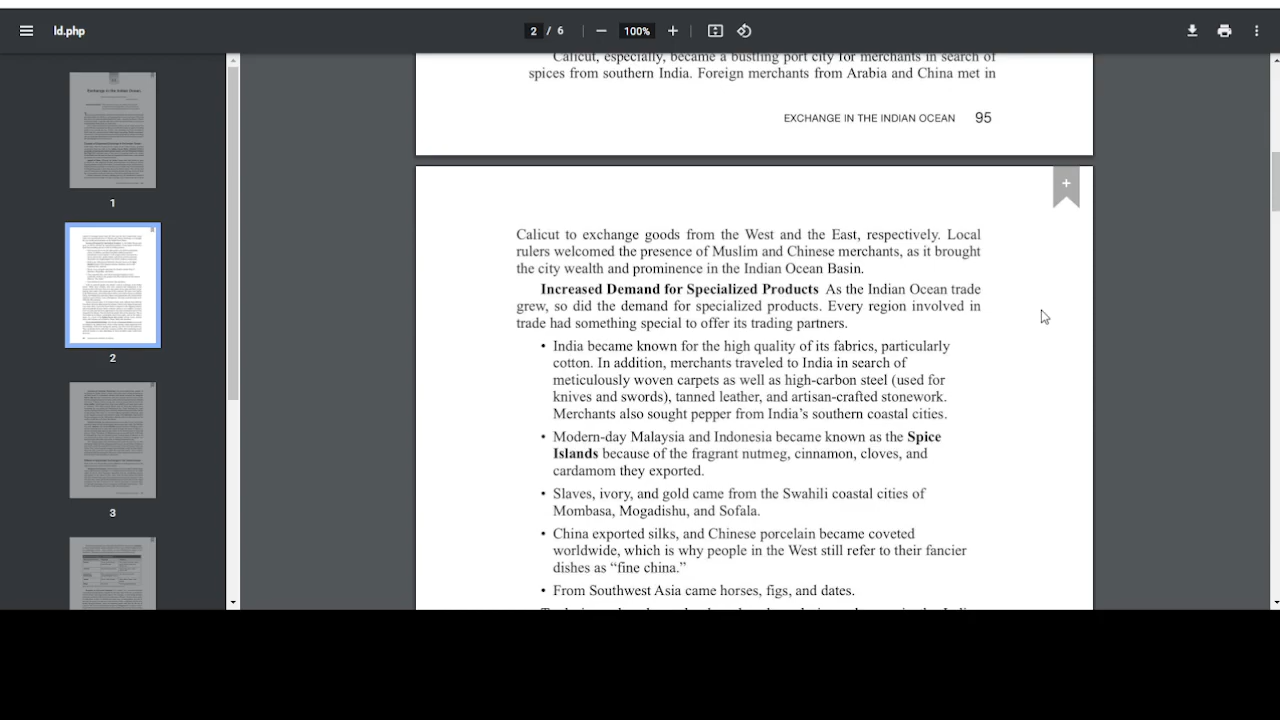 ld.php
2 / 6
100%
Calicut, especially, became a bustling port city for merchants in search of
spices from southern India. Foreign merchants from Arabia and China met in
EXCHANGE IN THE INDIAN OCEAN 95
1
2
3
Calicut to exchange goods from the West and the East, respectively. Local
rulers welcomed the presence of Muslim and Chinese merchants, as it brought
the city wealth and prominence in the Indian Ocean Basin.
Increased Demand for Specialized Products As the Indian Ocean trade
grew, so did the demand for specialized products. Every region involved in
trade had something special to offer its trading partners.
• India became known for the high quality of its fabrics, particularly
cotton. In addition, merchants traveled to India in search of
meticulously woven carpets as well as high-carbon steel (used for
knives and swords), tanned leather, and artisan-crafted stonework.
Merchants also sought pepper from India's southern coastal cities.
• Modern-day Malaysia and Indonesia became known as the Spice
Islands because of the fragrant nutmeg, cinnamon, cloves, and
cardamom they exported.
• Slaves, ivory, and gold came from the Swahili coastal cities of
Mombasa, Mogadishu, and Sofala.
• China exported silks, and Chinese porcelain became coveted
worldwide, which is why people in the West still refer to their fancier
dishes as “fine china.”
• From Southwest Asia came horses, figs, and dates.